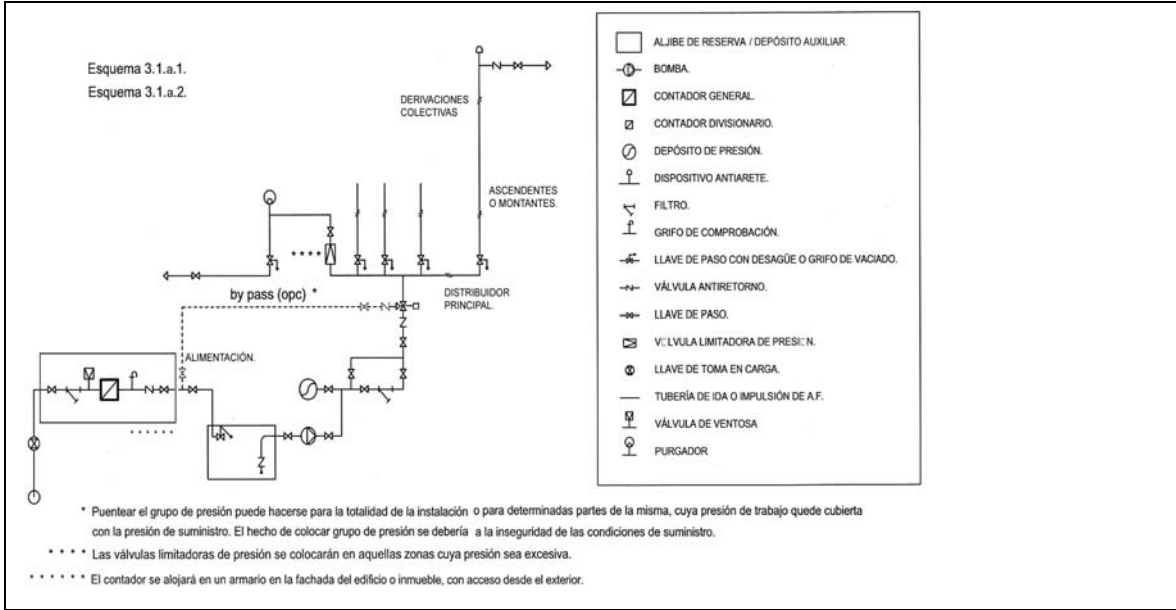 Esquema 3.1.a.1.
Esquema 3.1.a.2.
DERIVACIONES
COLECTIVAS
ASCENDENTES
O MONTANTES.
* * * *
by pass (opc) *
DISTRIBUIDOR
PRINCIPAL.
ALIMENTACIÓN.
* * * * * *
ALJIBE DE RESERVA / DEPÓSITO AUXILIAR.
BOMBA.
CONTADOR GENERAL.
CONTADOR DIVISIONARIO.
DEPÓSITO DE PRESIÓN.
DISPOSITIVO ANTIARETE.
FILTRO.
GRIFO DE COMPROBACIÓN.
LLAVE DE PASO CON DESAGÜE O GRIFO DE VACIADO.
VÁLVULA ANTIRETORNO.
LLAVE DE PASO.
V□LVULA LIMITADORA DE PRESI□N.
LLAVE DE TOMA EN CARGA.
TUBERÍA DE IDA O IMPULSIÓN DE A.F.
VÁLVULA DE VENTOSA
PURGADOR
* Puentear el grupo de presión puede hacerse para la totalidad de la instalación o para determinadas partes de la misma, cuya presión de trabajo quede cubierta
con la presión de suministro. El hecho de colocar grupo de presión se debería a la inseguridad de las condiciones de suministro.
* * * * Las válvulas limitadoras de presión se colocarán en aquellas zonas cuya presión sea excesiva.
* * * * * * El contador se alojará en un armario en la fachada del edificio o inmueble, con acceso desde el exterior.